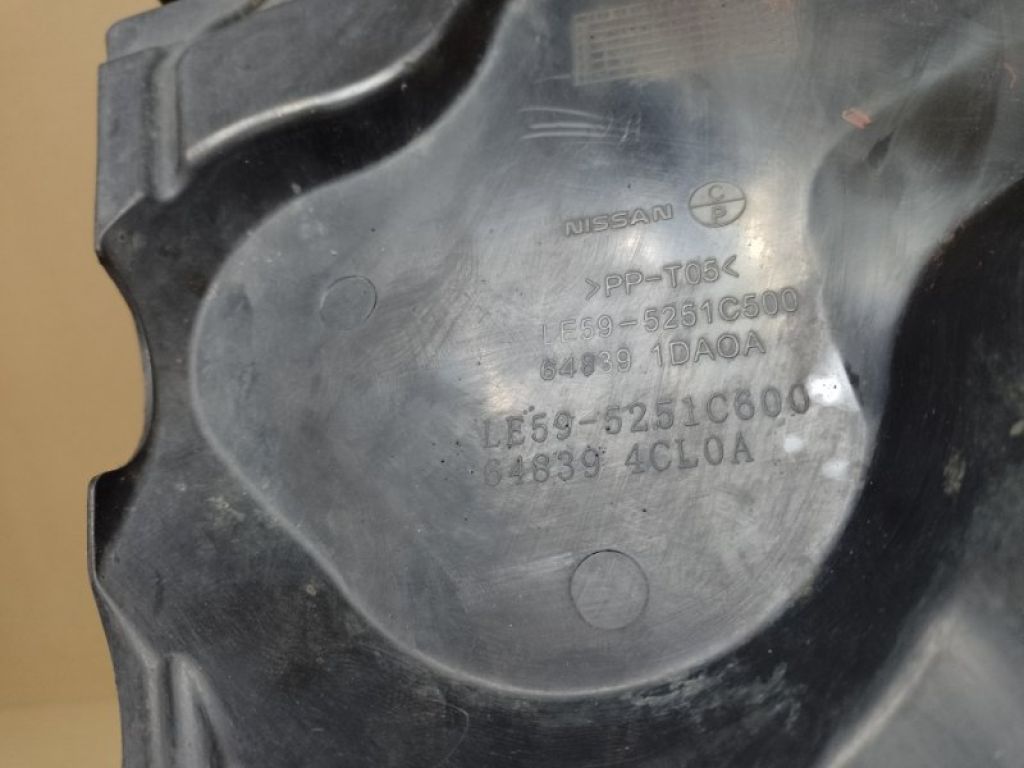 NISSAN C/P
>PP-T05<
LE59-5251C500
64839 1DA0A
LE59-5251C600
64839 4CL0A